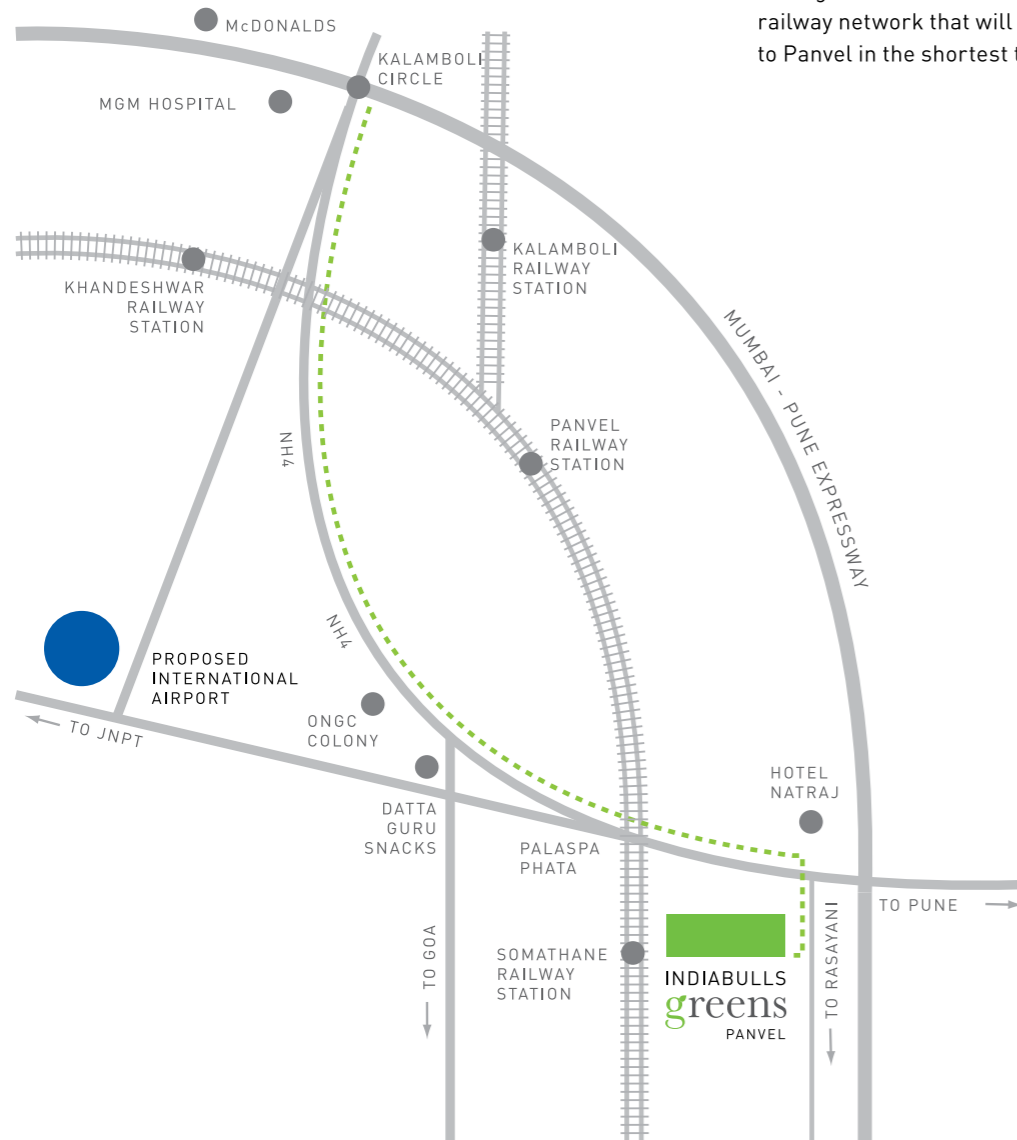 railway network that will
to Panvel in the shortest
McDONALDS
KALAMBOLI
CIRCLE
MGM HOSPITAL
KALAMBOLI
RAILWAY
STATION
KHANDESHWAR
RAILWAY
STATION
MUMBAI - PUNE EXPRESSWAY
PANVEL
RAILWAY
STATION
NH4
NH4
PROPOSED
INTERNATIONAL
AIRPORT
TO JNPT
ONGC
COLONY
DATTA
GURU
SNACKS
HOTEL
NATRAJ
PALASPA
PHATA
TO PUNE
TO GOA
SOMATHANE
RAILWAY
STATION
INDIABULLS
greens
PANVEL
TO RASAYANI